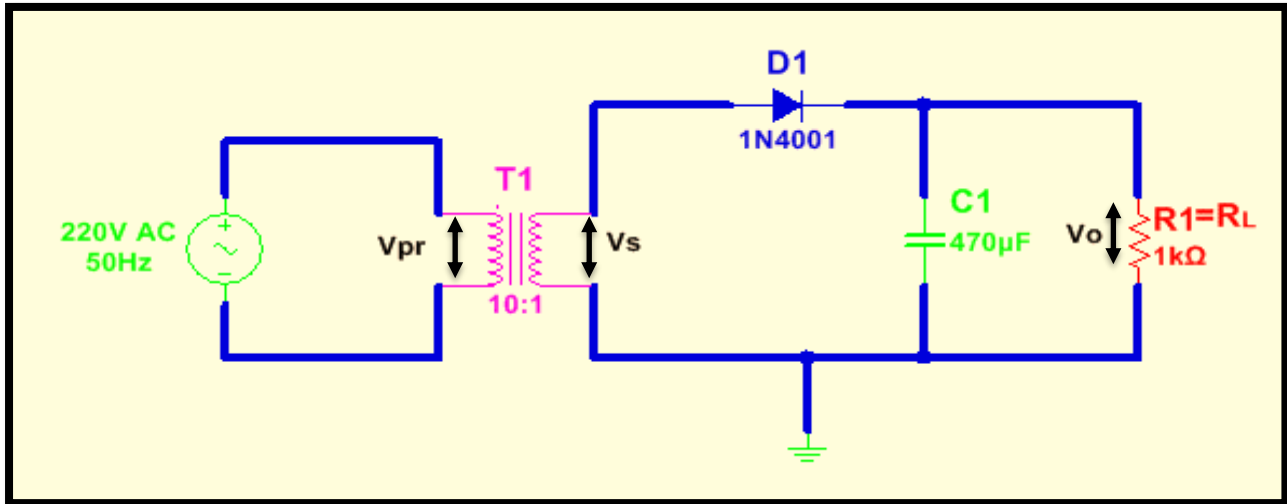 D1
1N4001
T1
220V AC
50Hz
Vpr
Vs
10:1
C1
470µF
Vo
R1=RL
1kΩ